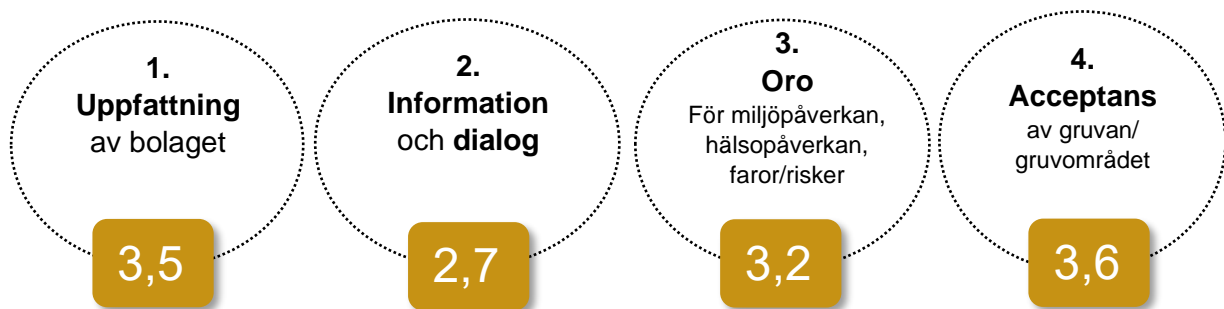 1.
Uppfattning
av bolaget
3,5
2.
Information
och dialog
2,7
3.
Oro
För miljöpåverkan,
hälsopåverkan,
faror/risker
3,2
4.
Acceptans
av gruvan/
gruvområdet
3,6